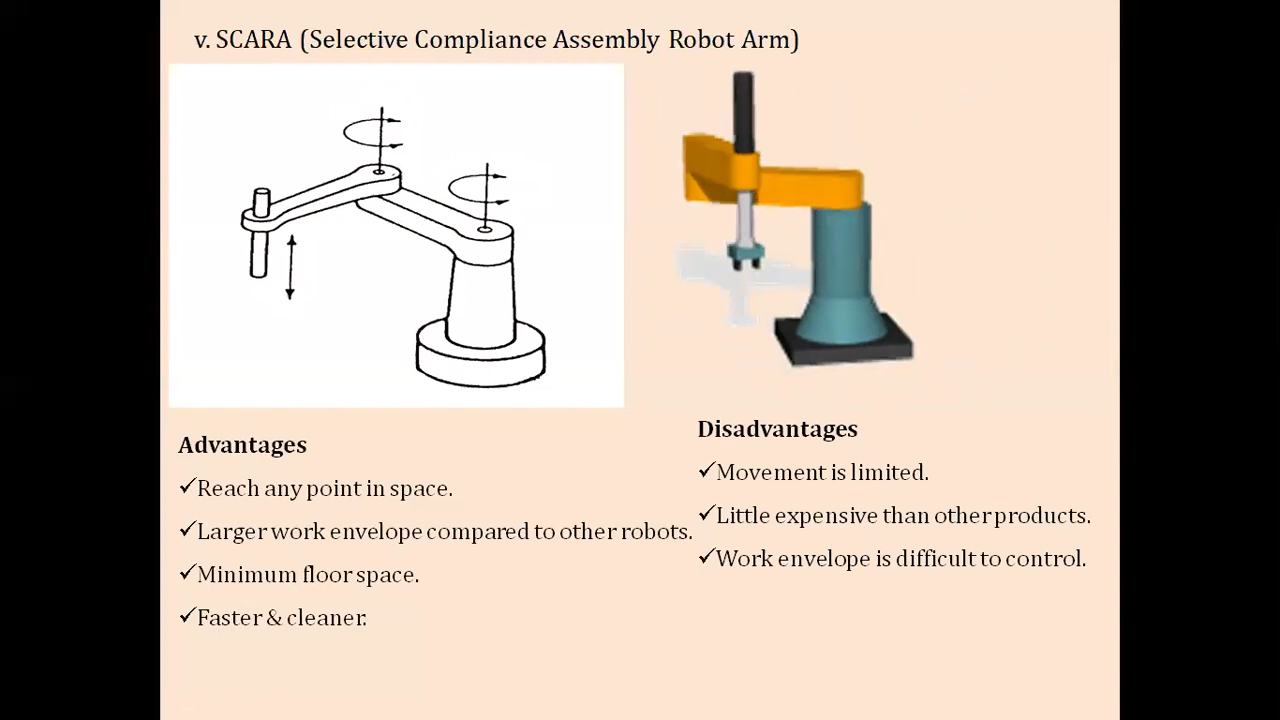 v. SCARA (Selective Compliance Assembly Robot Arm)
Advantages
✓Reach any point in space.
✓Larger work envelope compared to other robots.
✓Minimum floor space.
✓Faster & cleaner.
Disadvantages
✓Movement is limited.
✓Little expensive than other products.
✓Work envelope is difficult to control.